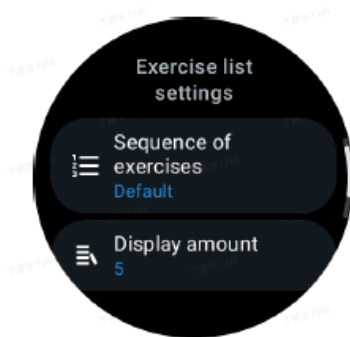 Exercise list
settings
Sequence of
exercises
Default
Display amount
5